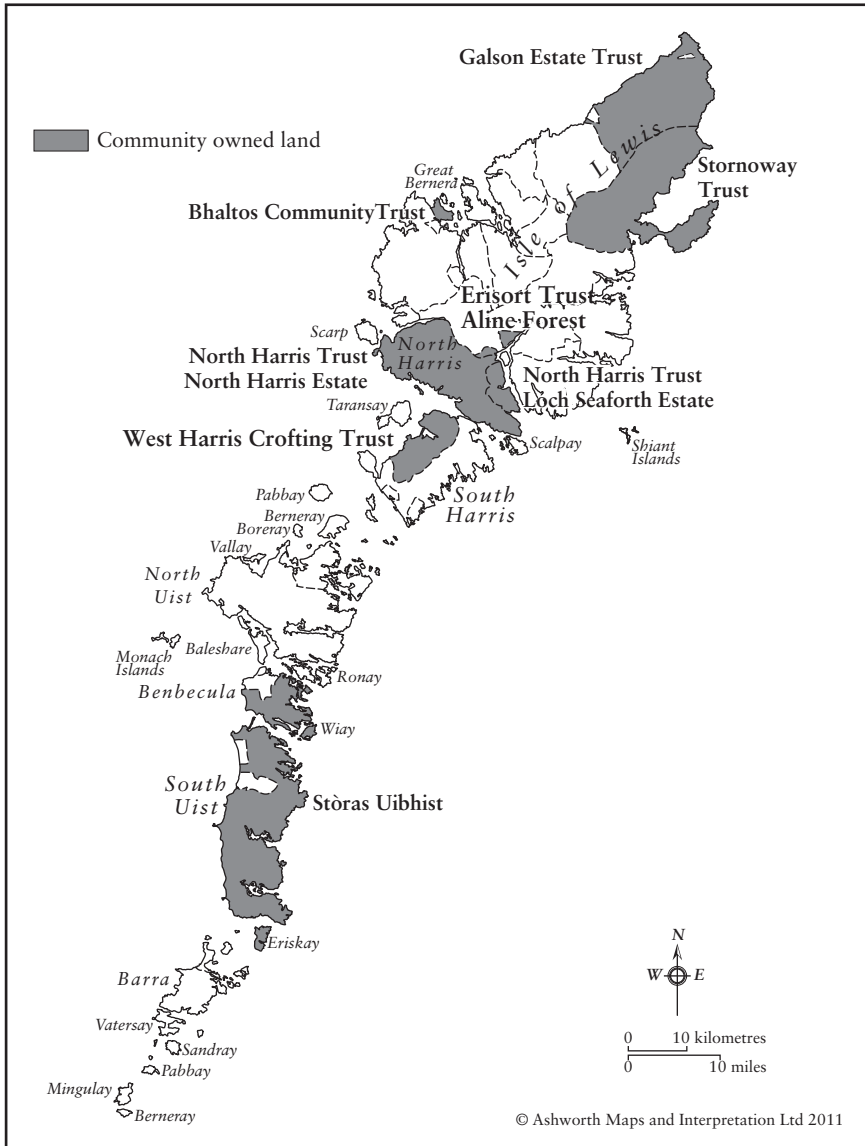 Galson Estate Trust
Community owned land
Isle of Lewis
Stornoway
Trust
Great
Bernera
Bhaltos CommunityTrust
Erisort Trust
Aline Forest
Scarp
North
Harris
North Harris Trust
North Harris Estate
North Harris Trust
Loch Seaforth Estate
Taransay
West Harris Crofting Trust
Scalpay
Shiant
Islands
South
Harris
Pabbay
Berneray
Boreray
Vallay
North
Uist
Monach
Islands
Baleshare
Ronay
Benbecula
Wiay
South
Uist
Stòras Uibhist
Eriskay
Barra
Vatersay
Sandray
Pabbay
Mingulay
Berneray
N
W E
S
0 10 kilometres
0 10 miles
© Ashworth Maps and Interpretation Ltd 2011